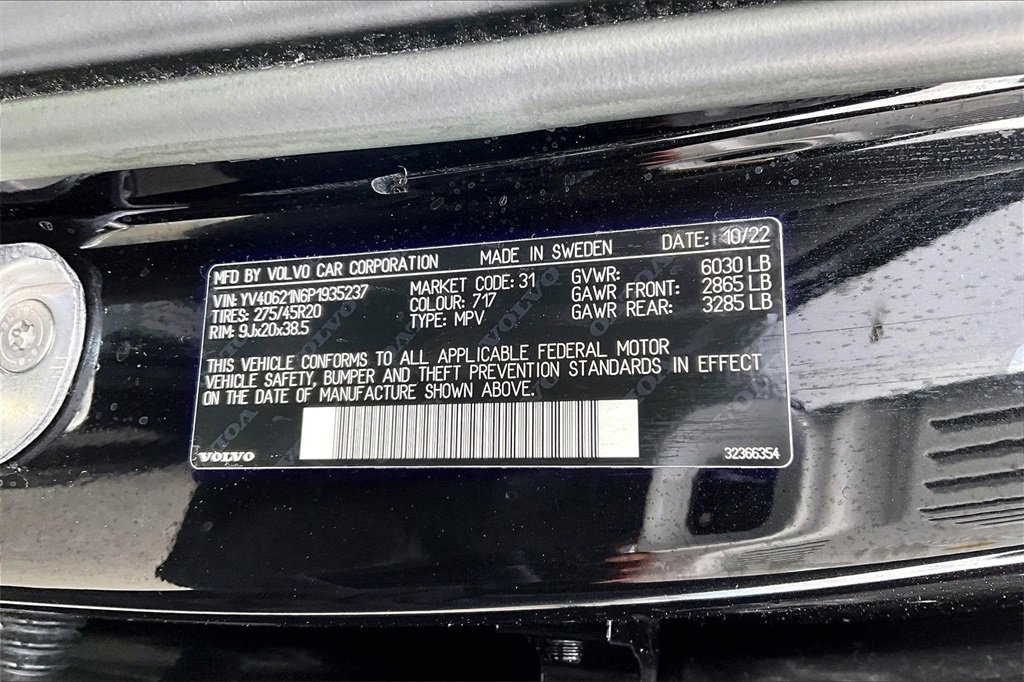 MFD BY VOLVO CAR CORPORATION MADE IN SWEDEN DATE: 10/22
VIN: YV40621N6P1935237 MARKET CODE: 31 GVWR: 6030 LB
TIRES: 275/45R20 COLOUR: 717 GAWR FRONT: 2865 LB
RIM: 9Jx20x38.5 TYPE: MPV GAWR REAR: 3285 LB
THIS VEHICLE CONFORMS TO ALL APPLICABLE FEDERAL MOTOR
VEHICLE SAFETY, BUMPER AND THEFT PREVENTION STANDARDS IN EFFECT
ON THE DATE OF MANUFACTURE SHOWN ABOVE.
VOLVO 32366354